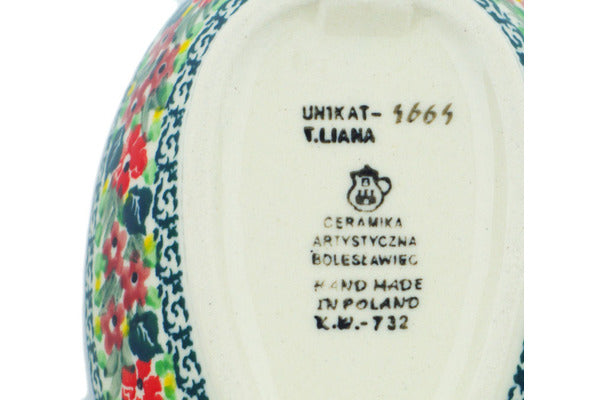 UNIKAT- 4664
T.LIANA
CERAMIKA
ARTYSTYCZNA
BOLESŁAWIEC
HAND MADE
IN POLAND
K.W.-732